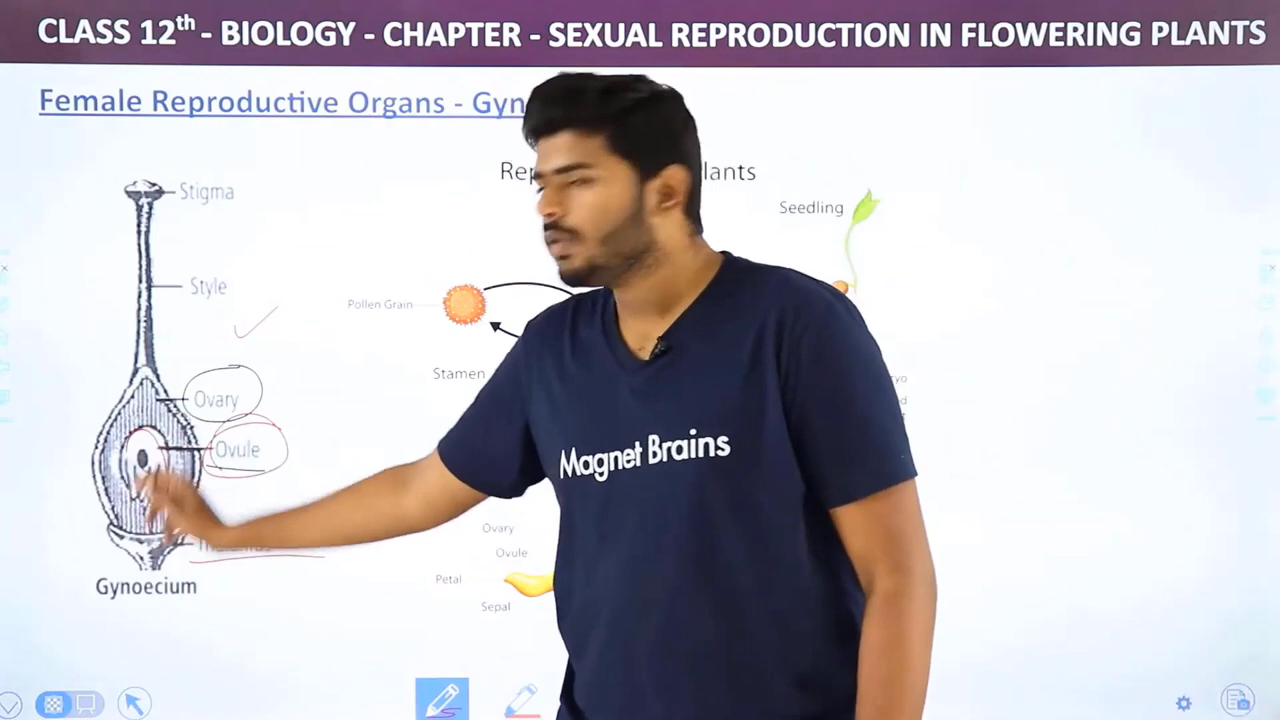 CLASS 12th - BIOLOGY - CHAPTER - SEXUAL REPRODUCTION IN FLOWERING PLANTS
Female Reproductive Organs - Gyn
Rep
lants
Stigma
Seedling
Style
Pollen Grain
Stamen
Ovary
Ovule
Magnet Brains
Ovary
Ovule
Petal
Sepal
Gynoecium